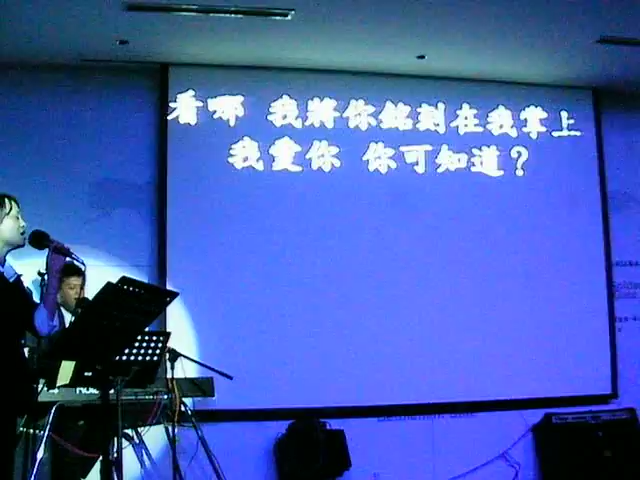 看哪 我將你銘刻在我掌上
我愛你 你可知道？